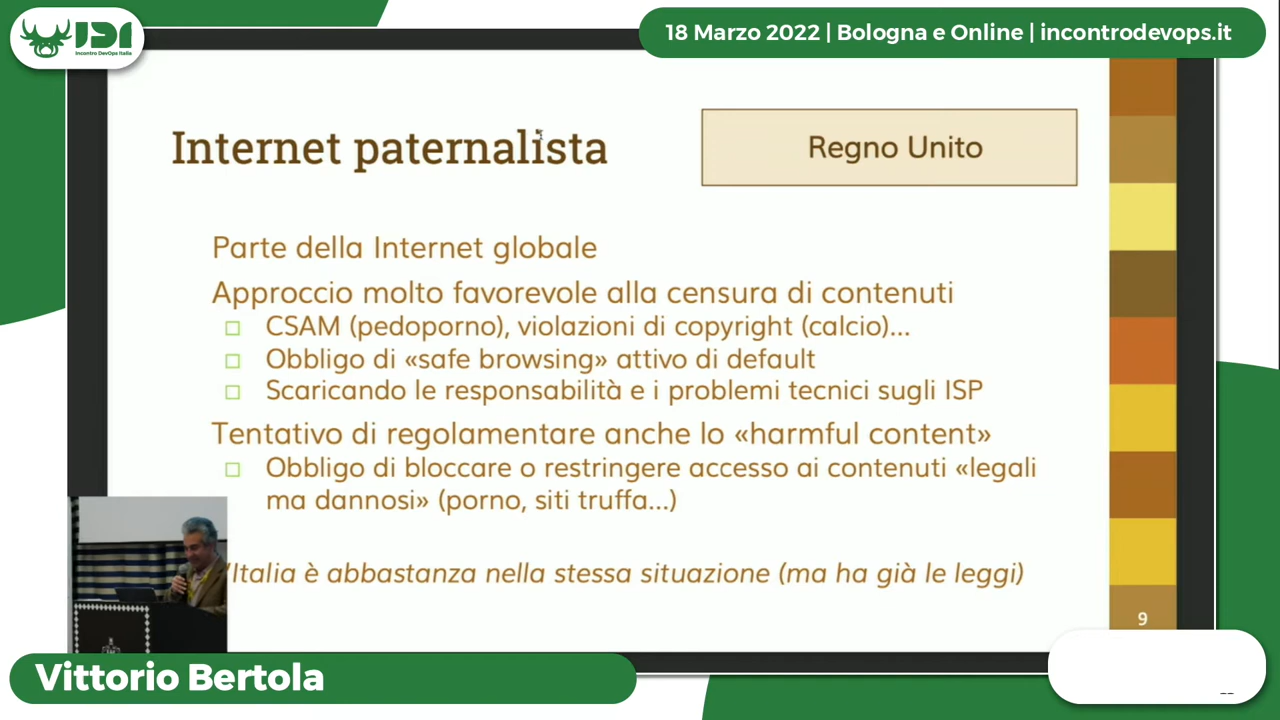 IDI
Incontro DevOps Italia
18 Marzo 2022 | Bologna e Online | incontrodevops.it
Internet paternalista
Regno Unito
Parte della Internet globale
Approccio molto favorevole alla censura di contenuti
CSAM (pedoporno), violazioni di copyright (calcio)...
Obbligo di «safe browsing» attivo di default
Scaricando le responsabilità e i problemi tecnici sugli ISP
Tentativo di regolamentare anche lo «harmful content»
Obbligo di bloccare o restringere accesso ai contenuti «legali
ma dannosi» (porno, siti truffa...)
'Italia è abbastanza nella stessa situazione (ma ha già le leggi)
9
Vittorio Bertola